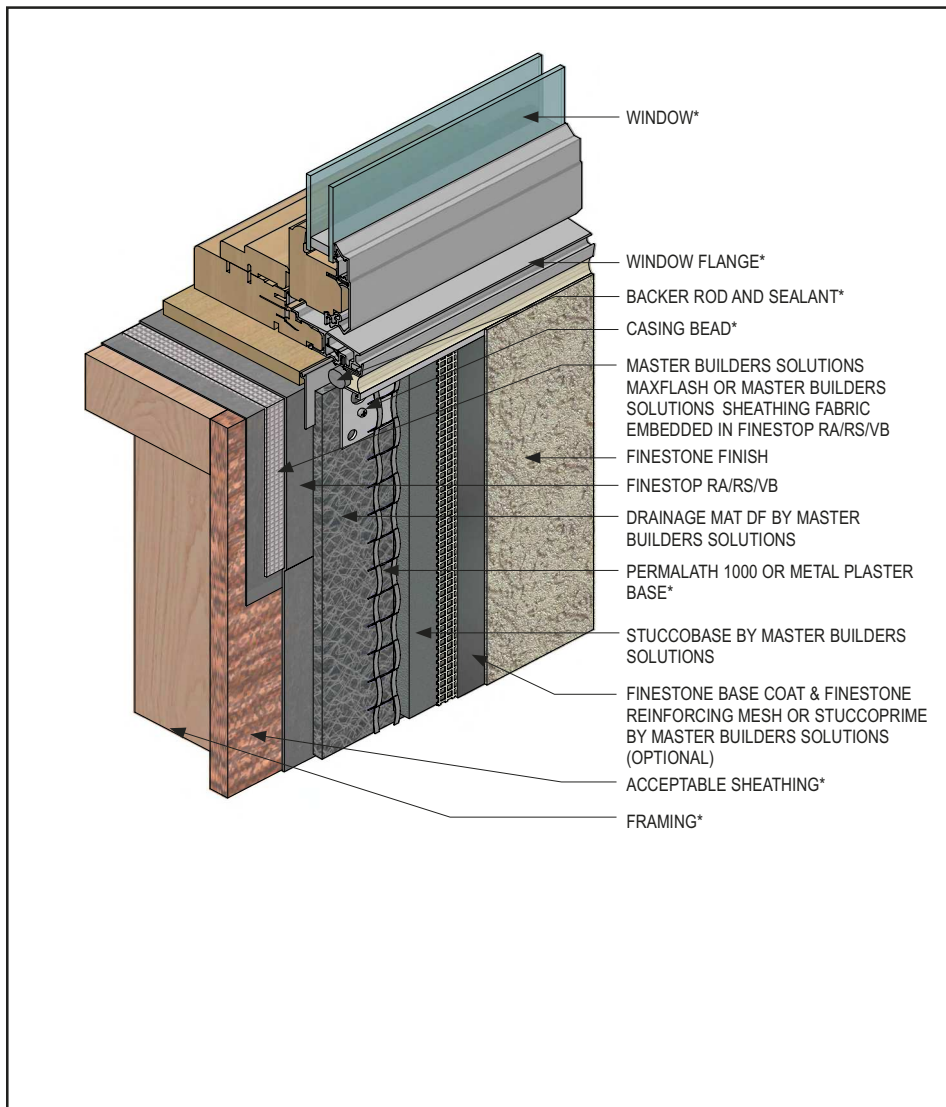 WINDOW*
WINDOW FLANGE*
BACKER ROD AND SEALANT*
CASING BEAD*
MASTER BUILDERS SOLUTIONS
MAXFLASH OR MASTER BUILDERS
SOLUTIONS SHEATHING FABRIC
EMBEDDED IN FINESTOP RA/RS/VB
FINESTONE FINISH
FINESTOP RA/RS/VB
DRAINAGE MAT DF BY MASTER
BUILDERS SOLUTIONS
PERMALATH 1000 OR METAL PLASTER
BASE*
STUCCOBASE BY MASTER BUILDERS
SOLUTIONS
FINESTONE BASE COAT & FINESTONE
REINFORCING MESH OR STUCCOPRIME
BY MASTER BUILDERS SOLUTIONS
(OPTIONAL)
ACCEPTABLE SHEATHING*
FRAMING*